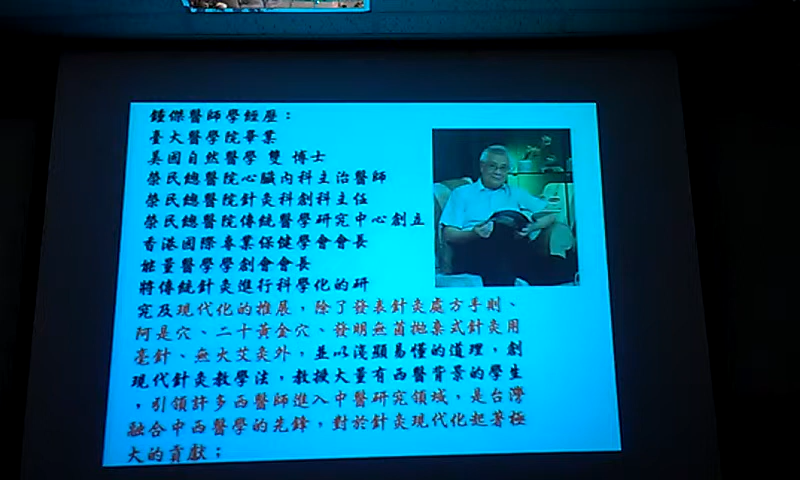 鍾傑醫師學經歷：
臺大醫學院畢業
美國自然醫學 雙 博士
榮民總醫院心臟內科主治醫師
榮民總醫院針灸科創科主任
榮民總醫院傳統醫學研究中心創立
香港國際專業保健學會會長
能量醫學學創會會長
將傳統針灸進行科學化的研
究及現代化的推展，除了發表針灸處方手則、
阿是穴、二十黃金穴、發明無菌拋棄式針灸用
毫針、無火艾灸外，並以淺顯易懂的道理，創
現代針灸教學法，教授大量有西醫背景的學生
，引領許多西醫師進入中醫研究領域，是台灣
融合中西醫學的先鋒，對於針灸現代化起著極
大的貢獻；